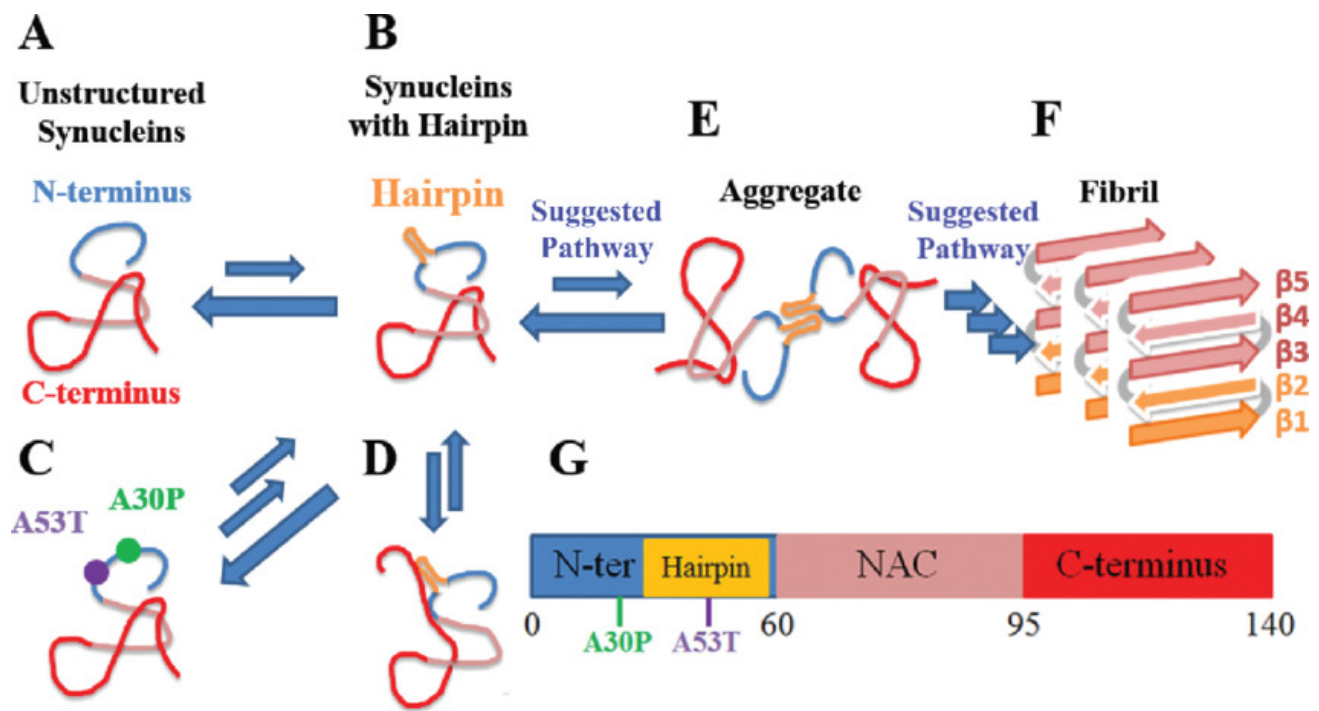 A
Unstructured
Synucleins
N-terminus
C-terminus
B
Synucleins
with Hairpin
Hairpin
Suggested
Pathway
E
Aggregate
Suggested
Pathway
F
Fibril
β5
β4
β3
β2
β1
C
A30P
A53T
D
G
N-ter Hairpin NAC C-terminus
0 60 95 140
A30P A53T